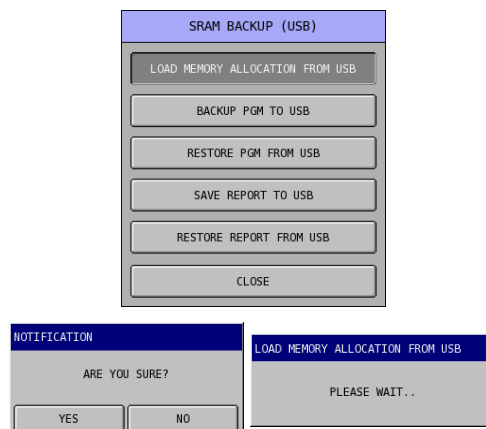 SRAM BACKUP (USB)
LOAD MEMORY ALLOCATION FROM USB
BACKUP PGM TO USB
RESTORE PGM FROM USB
SAVE REPORT TO USB
RESTORE REPORT FROM USB
CLOSE
NOTIFICATION
ARE YOU SURE?
YES NO
LOAD MEMORY ALLOCATION FROM USB
PLEASE WAIT..